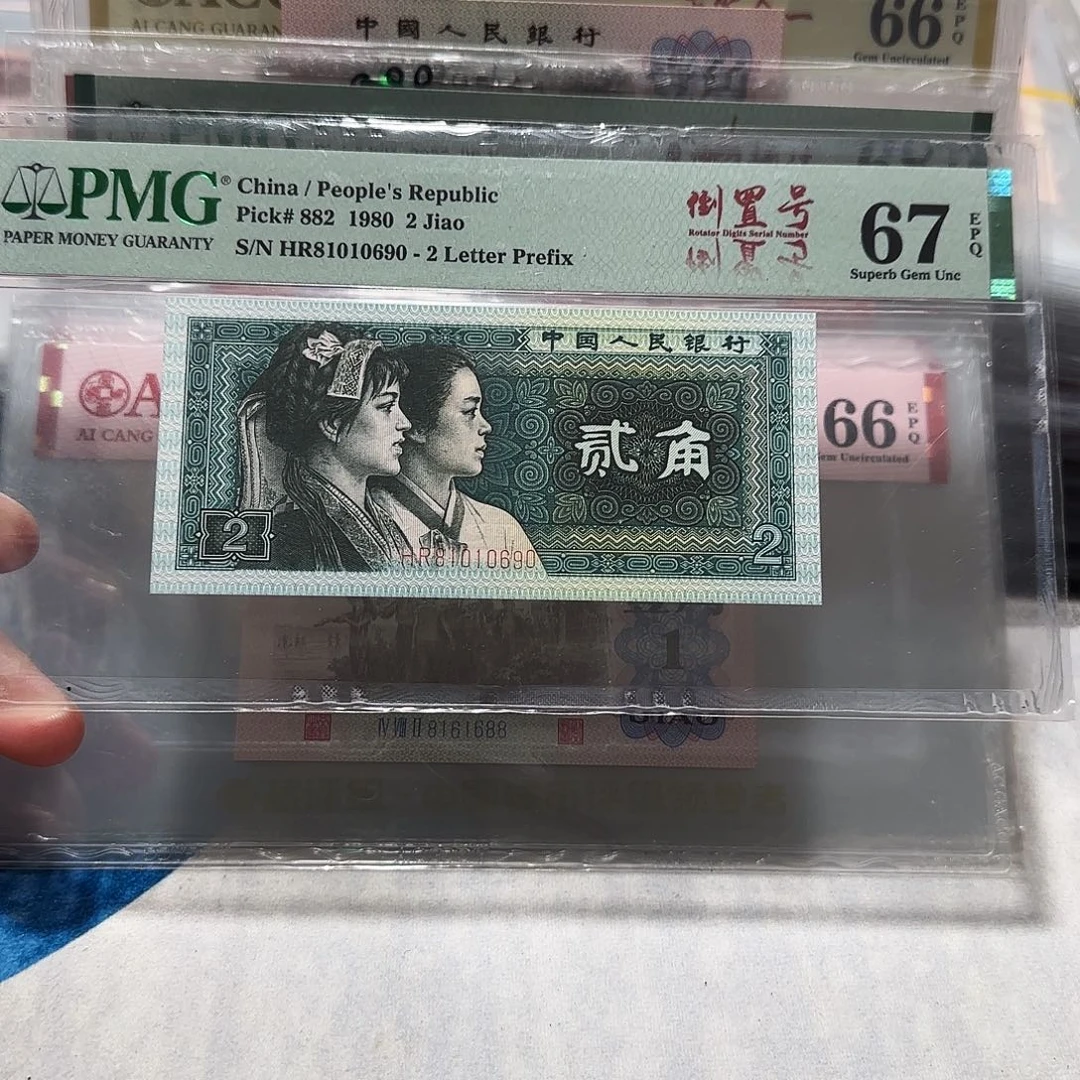 AI CANG GUARAN
中國人民銀行
66
EPQ
Gem Uncirculated
PMG®
PAPER MONEY GUARANTY
China / People's Republic
Pick# 882 1980 2 Jiao
S/N HR81010690 - 2 Letter Prefix
倒置号
Rotator Digits Serial Number
67
EPQ
Superb Gem Unc
中国人民银行
贰角
2
HR81010690
2
A
AI CANG
66
EPQ
em Uncirculated
1
JIAO
IV VIII II 8161688